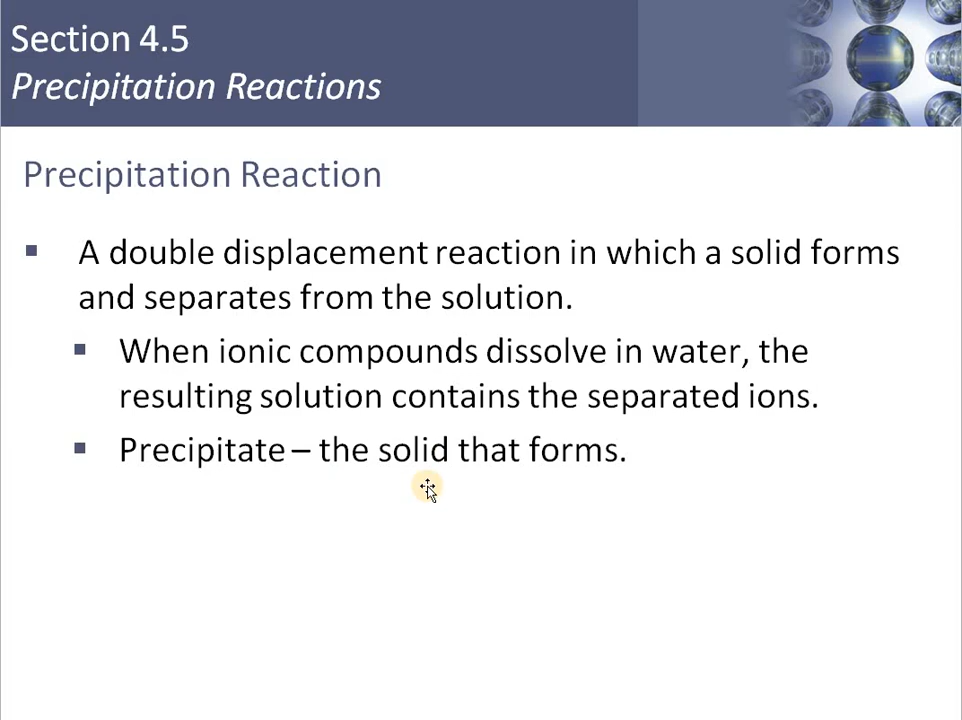 Section 4.5
Precipitation Reactions
Precipitation Reaction
▪ A double displacement reaction in which a solid forms
and separates from the solution.
▪ When ionic compounds dissolve in water, the
resulting solution contains the separated ions.
▪ Precipitate – the solid that forms.